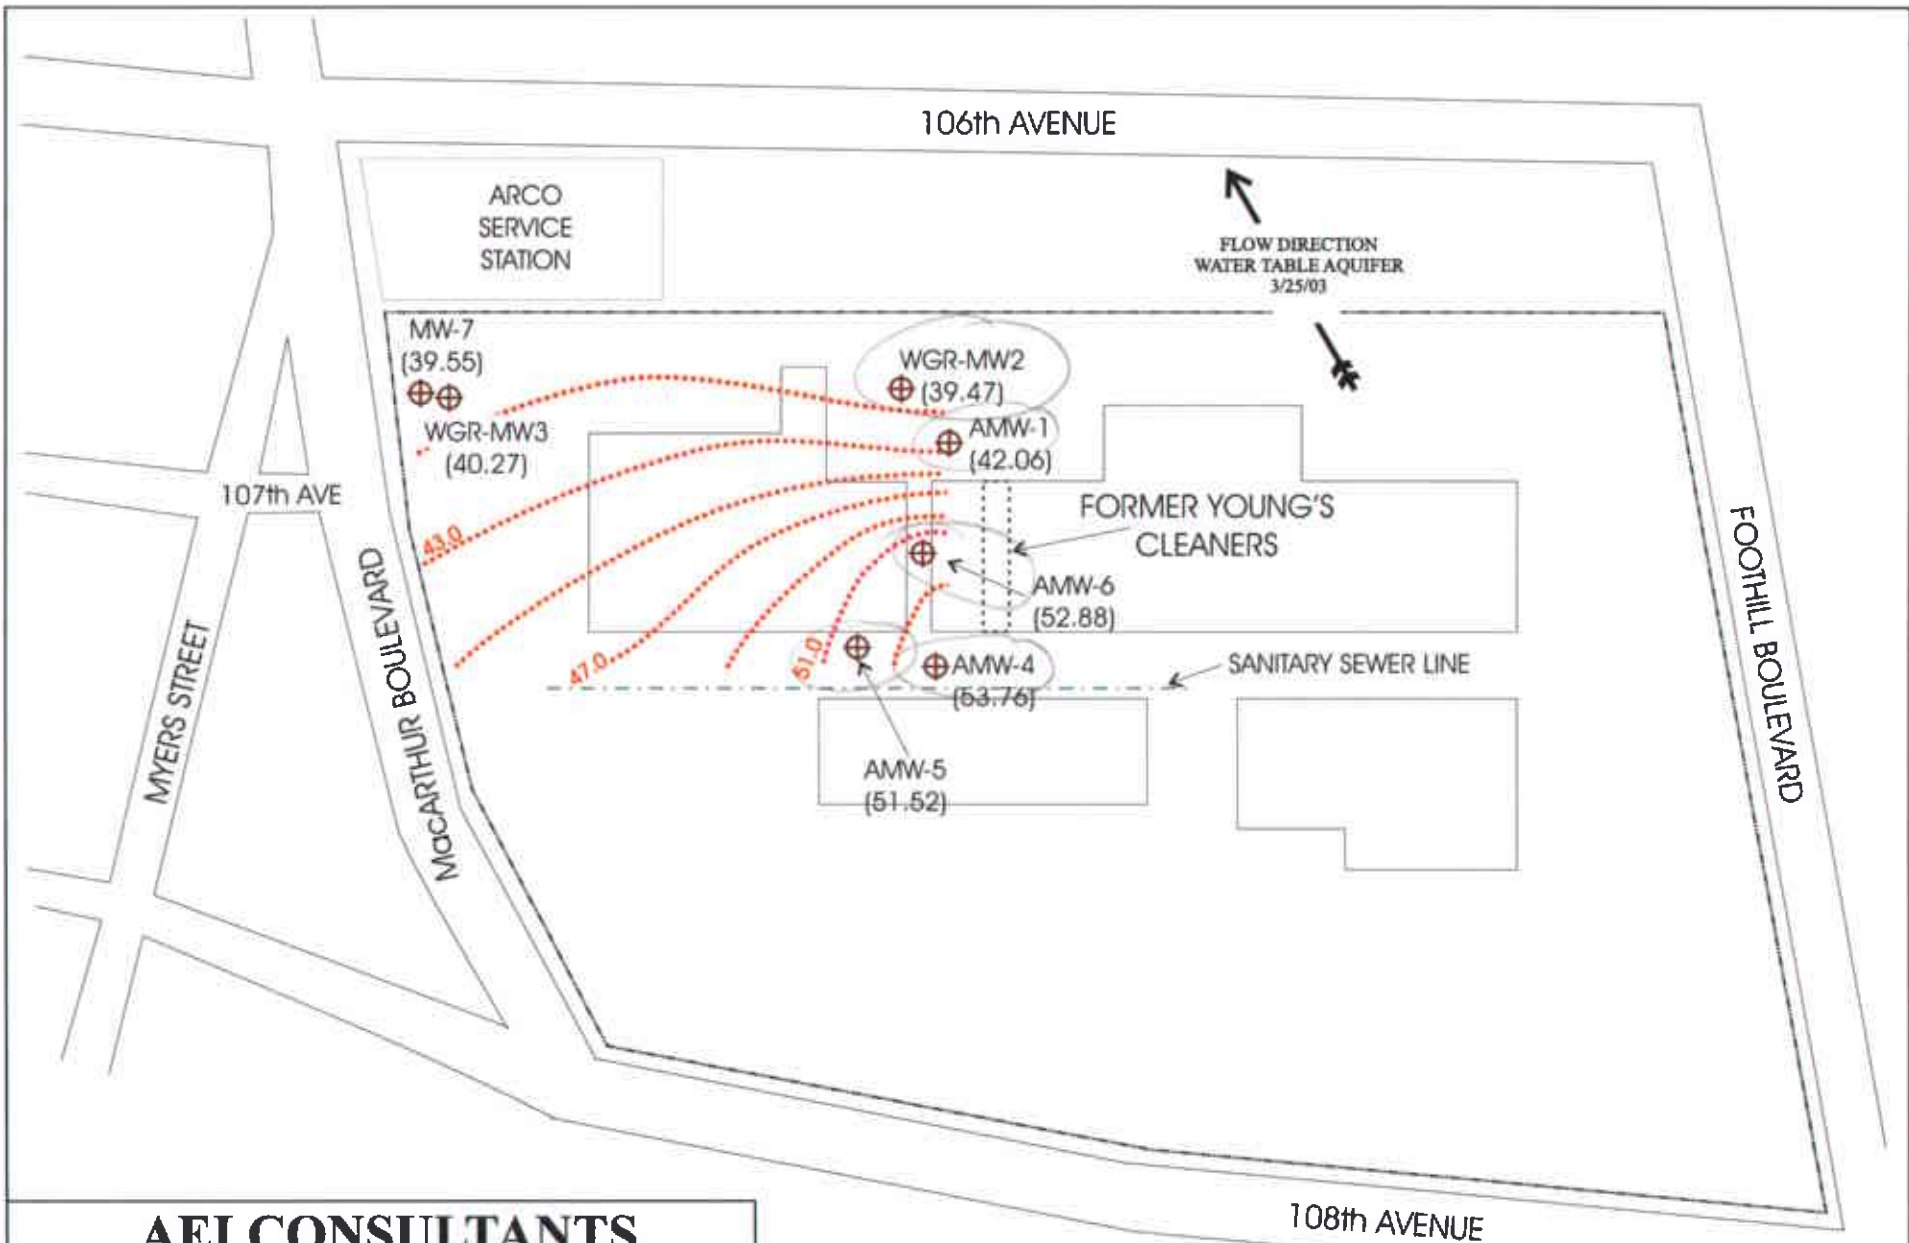 106th AVENUE
ARCO
SERVICE
STATION
FLOW DIRECTION
WATER TABLE AQUIFER
3/25/03
MW-7
(39.55)
WGR-MW2
(39.47)
WGR-MW3
(40.27)
AMW-1
(42.06)
107th AVE
FORMER YOUNG'S
CLEANERS
43.0
AMW-6
(52.88)
FOOTHILL BOULEVARD
MacARTHUR BOULEVARD
MYERS STREET
47.0
51.0
AMW-4
(53.76)
SANITARY SEWER LINE
AMW-5
(51.52)
108th AVENUE
AEI CONSULTANTS